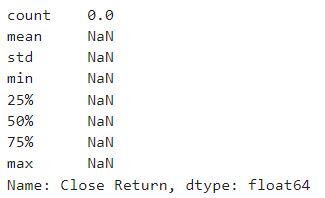 count    0.0
mean     NaN
std      NaN
min      NaN
25%      NaN
50%      NaN
75%      NaN
max      NaN
Name: Close Return, dtype: float64